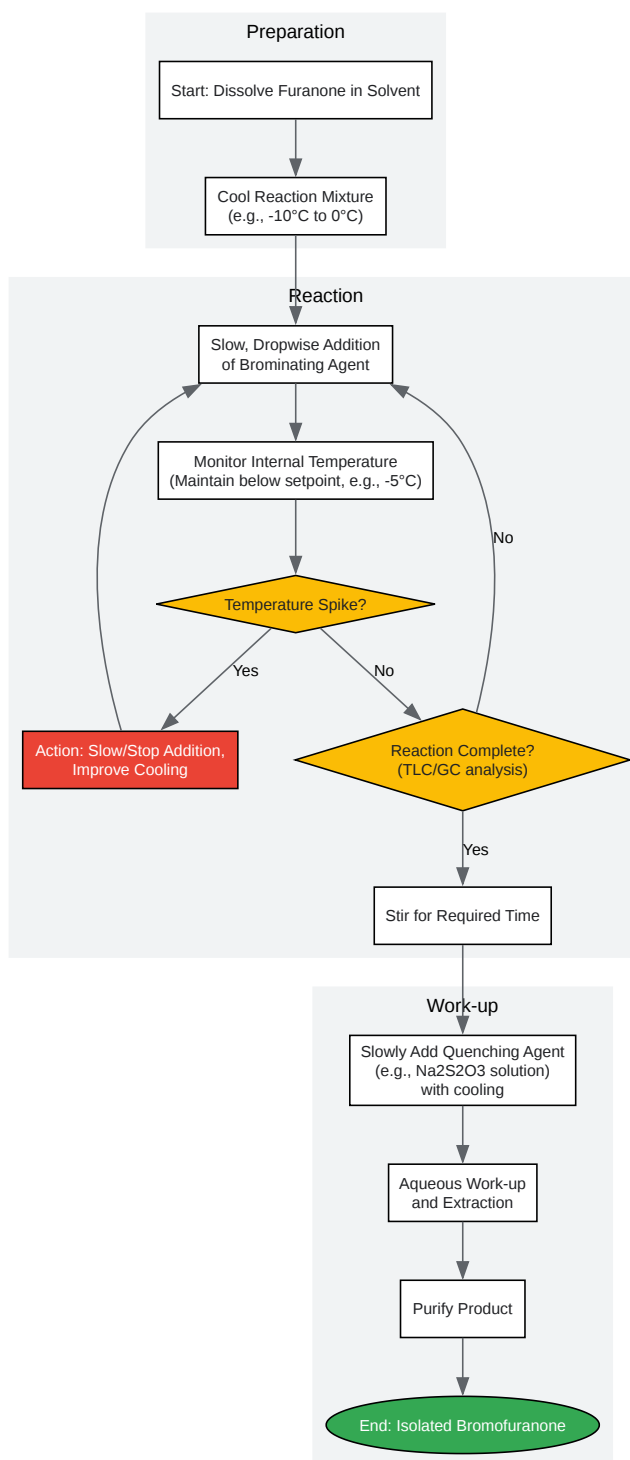 Preparation
Start: Dissolve Furanone in Solvent
Cool Reaction Mixture
(e.g., -10°C to 0°C)
Reaction
Slow, Dropwise Addition
of Brominating Agent
Monitor Internal Temperature
(Maintain below setpoint, e.g., -5°C)
No
Temperature Spike?
Yes
No
Action: Slow/Stop Addition,
Improve Cooling
Reaction Complete?
(TLC/GC analysis)
Yes
Stir for Required Time
Work-up
Slowly Add Quenching Agent
(e.g., Na2S2O3 solution)
with cooling
Aqueous Work-up
and Extraction
Purify Product
End: Isolated Bromofuranone